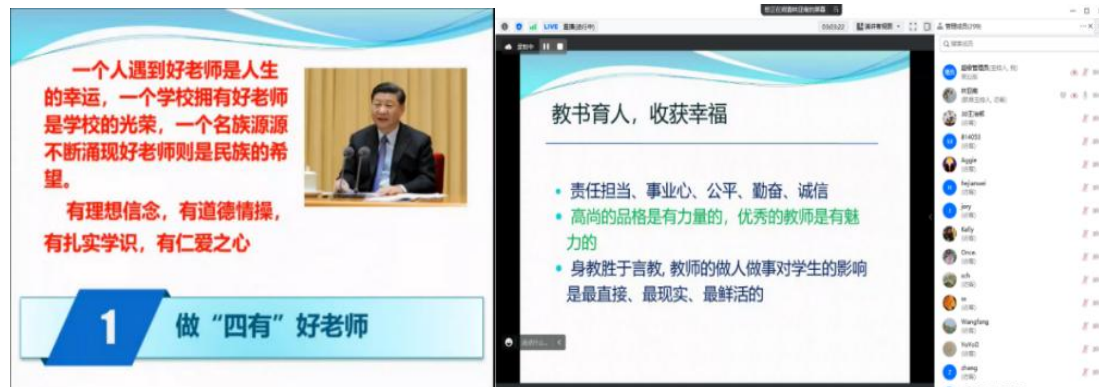 一个人遇到好老师是人生
的幸运，一个学校拥有好老师
是学校的光荣，一个名族源源
不断涌现好老师则是民族的希
望。
有理想信念，有道德情操，
有扎实学识，有仁爱之心
1
做“四有”好老师
LIVE
教书育人，收获幸福
责任担当、事业心、公平、勤奋、诚信
高尚的品格是有力量的，优秀的教师是有魅
力的
身教胜于言教, 教师的做人做事对学生的影响
是最直接、最现实、最鲜活的
Aggie
hejianwei
Kelly
Once.
Wangfang
YoYoO
zhang